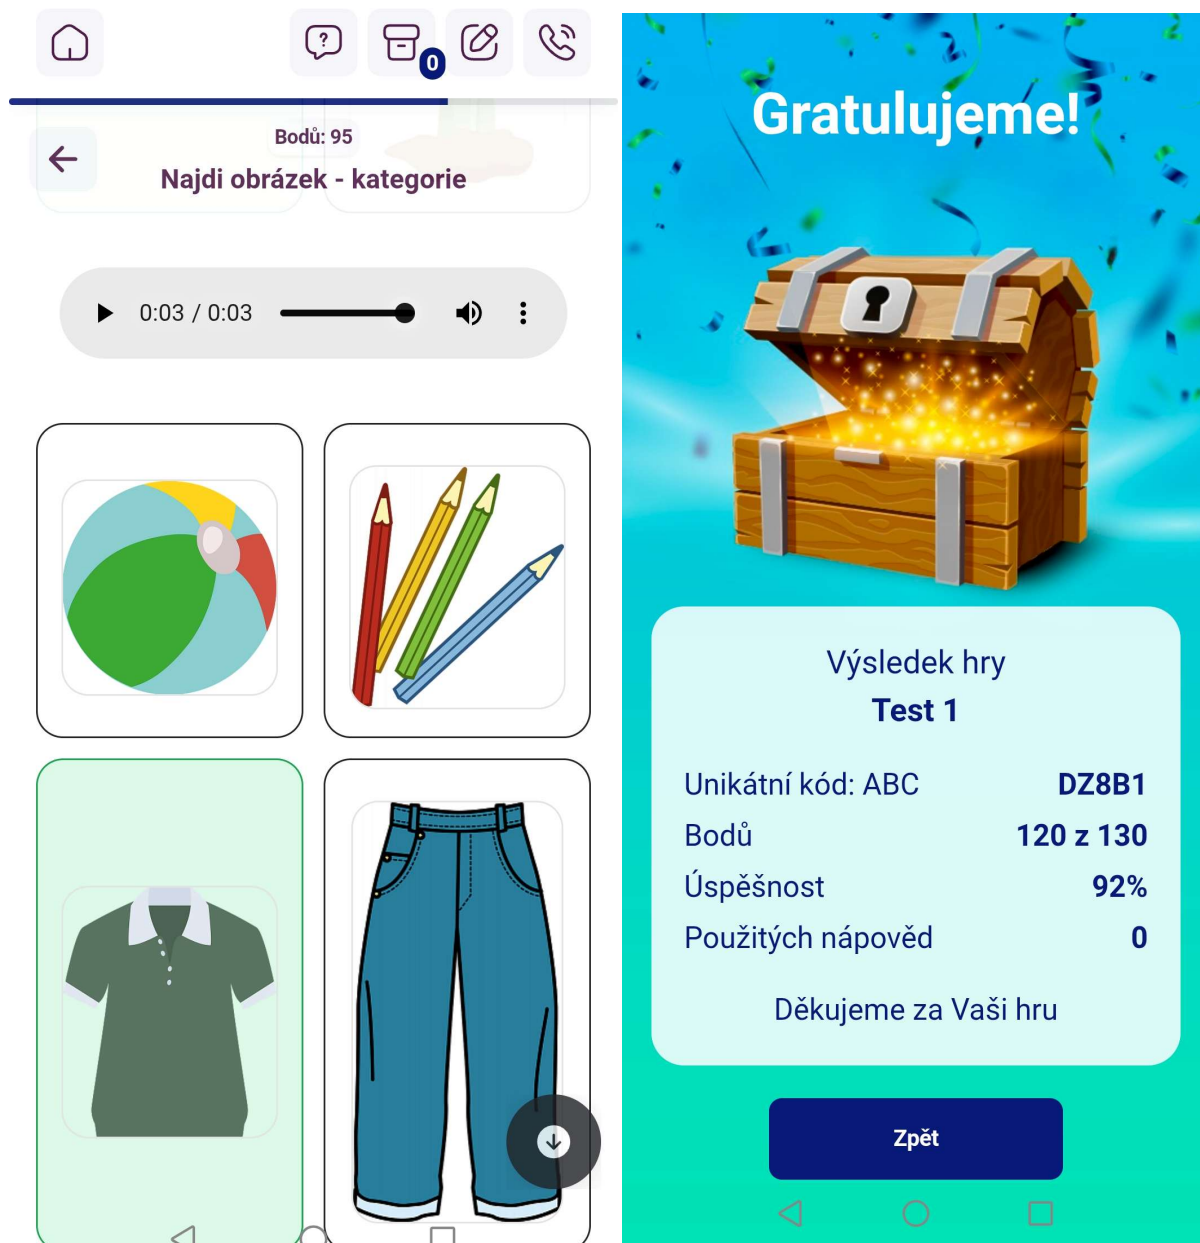 0
Bodů: 95
Najdi obrázek - kategorie
0:03 / 0:03
Gratulujeme!
Výsledek hry
Test 1
Unikátní kód: ABC DZ8B1
Bodů 120 z 130
Úspěšnost 92%
Použitých nápověd 0
Děkujeme za Vaši hru
Zpět